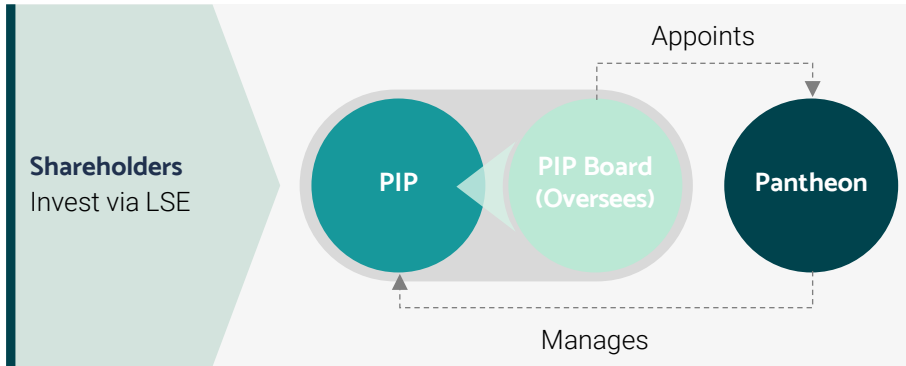 Appoints
Shareholders
Invest via LSE
PIP
PIP Board
(Oversees)
Pantheon
Manages